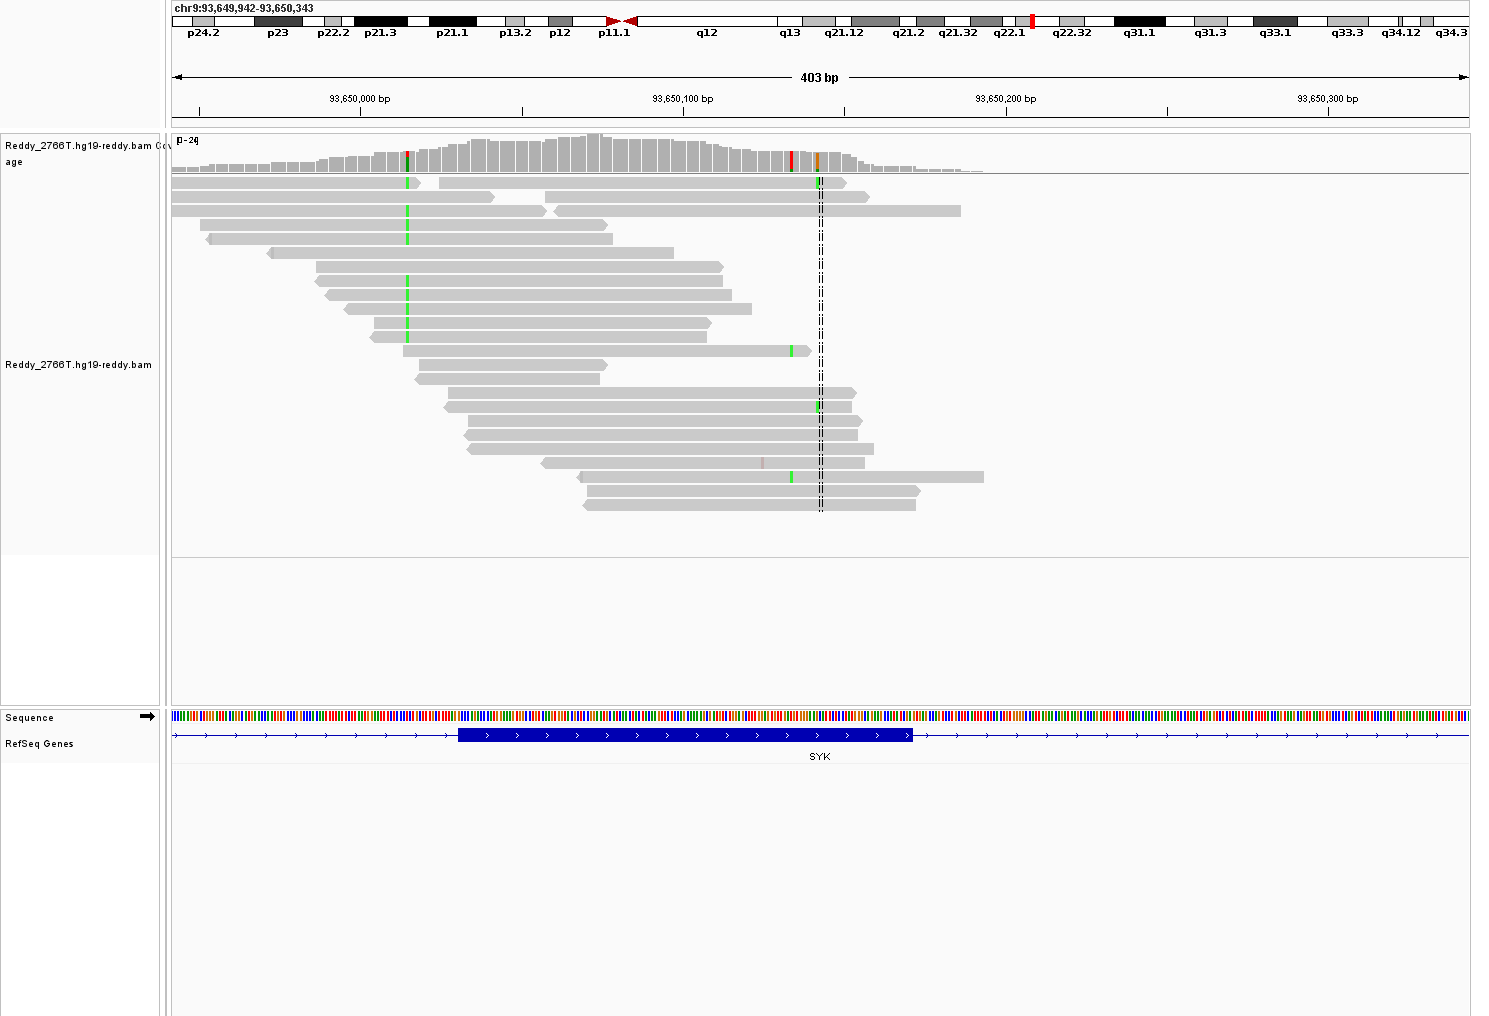 chr9:93,649,942-93,650,343
p24.2 p23 p22.2 p21.3 p21.1 p13.2 p12 p11.1 q12 q13 q21.12 q21.2 q21.32 q22.1 q22.32 q31.1 q31.3 q33.1 q33.3 q34.12 q34.3
403 bp
93,650,000 bp 93,650,100 bp 93,650,200 bp 93,650,300 bp
[0-24]
Reddy_2766T.hg19-reddy.bam Cov
age
Reddy_2766T.hg19-reddy.bam
Sequence
RefSeq Genes
SYK